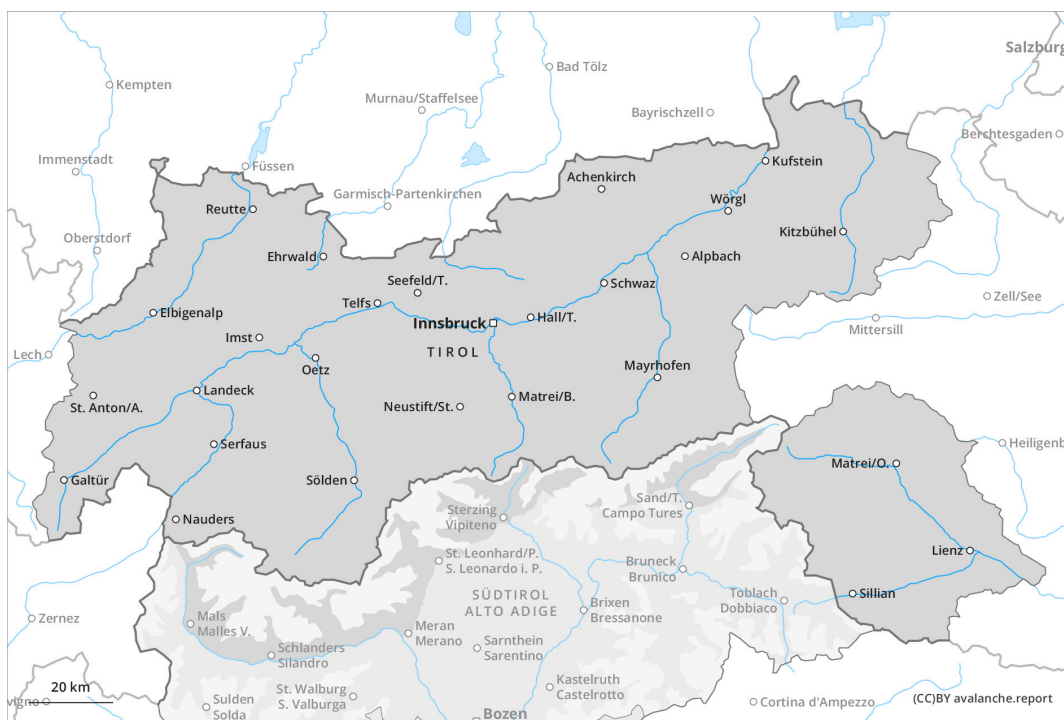 Salzburg
Kempten
Bad Tölz
Murnau/Staffelsee
Bayrischzell
Berchtesgaden
Immenstadt
Füssen
Kufstein
Achenkirch
Garmisch-Partenkirchen
Reutte
Wörgl
Oberstdorf
Kitzbühel
Ehrwald
Alpbach
Seefeld/T.
Schwaz
Zell/See
Telfs
Elbigenalp
Innsbruck
Hall/T.
Mittersill
Imst
TIROL
Lech
Oetz
Mayrhofen
Landeck
Matrei/B.
St. Anton/A.
Neustift/St.
Serfaus
Heiligenb
Matrei/O.
Galtür
Sölden
Sand/T.
Campo Tures
Sterzing
Vipiteno
Nauders
Lienz
St. Leonhard/P.
S. Leonardo i. P.
Bruneck
Brunico
SÜDTIROL
ALTO ADIGE
Toblach
Dobbiaco
Sillian
Brixen
Bressanone
Zernez
Mals
Malles V.
Meran
Merano
Sarnthein
Sarentino
Schlanders
Silandro
Kastelruth
Castelrotto
20 km
St. Walburg
S. Valburga
vigno
Sulden
Solda
Cortina d'Ampezzo
(CC)BY avalanche.report
Bozen